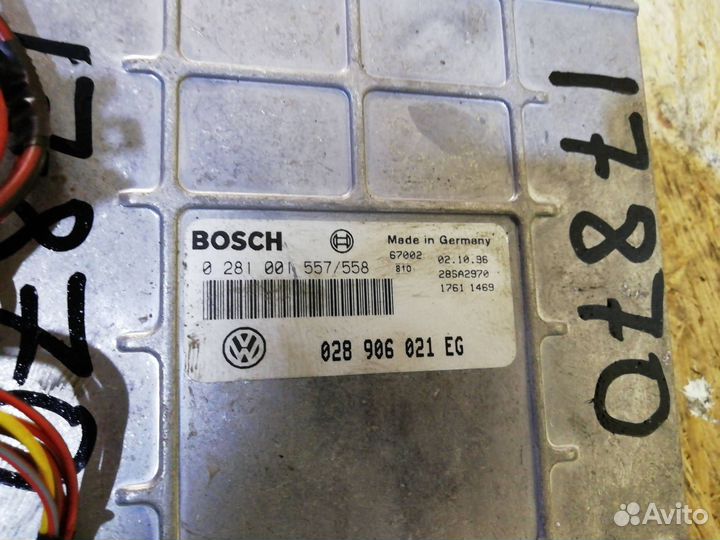 17870
BOSCH
Made in Germany
0 281 001 557/558
67002 02.10.96
810 28SA2970
1761 1469
028 906 021 EG
17870
Avito